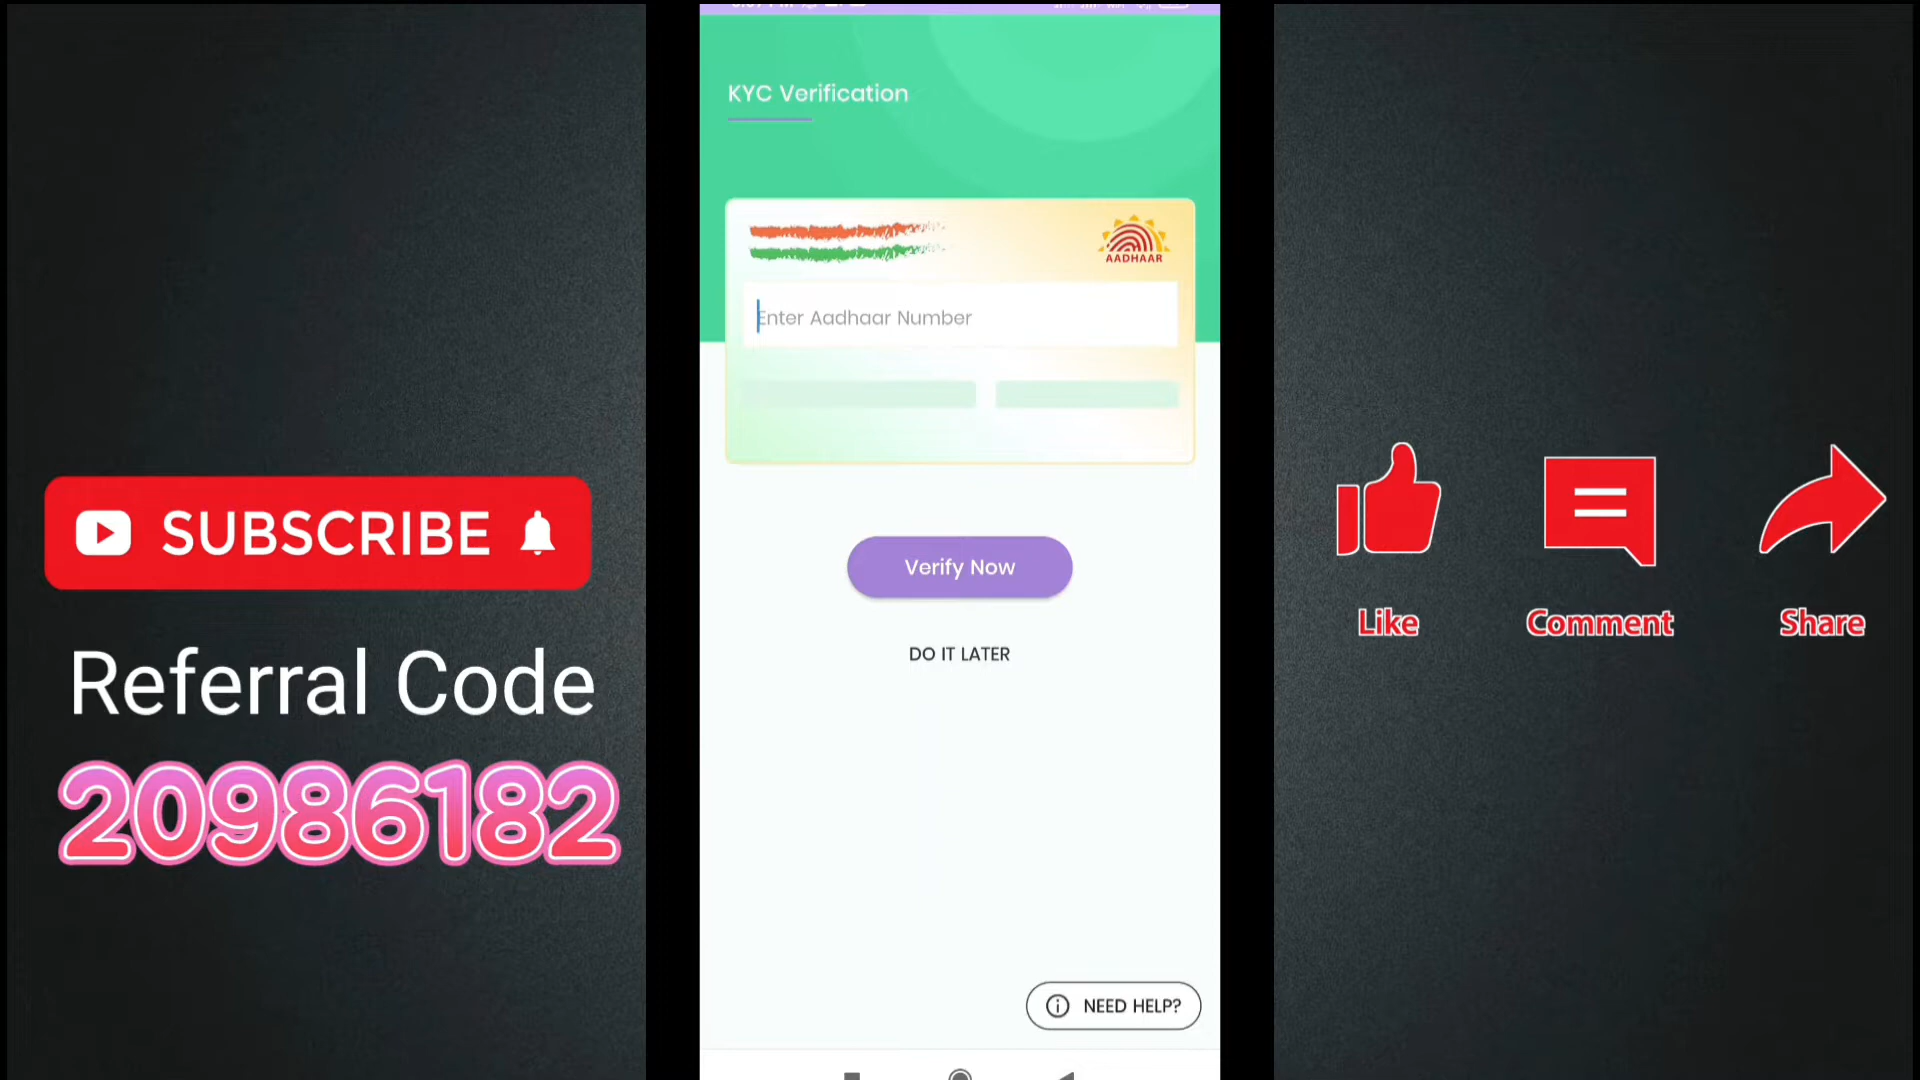 KYC Verification
AADHAAR
Enter Aadhaar Number
Verify Now
DO IT LATER
NEED HELP?
SUBSCRIBE
Referral Code
20986182
Like
Comment
Share